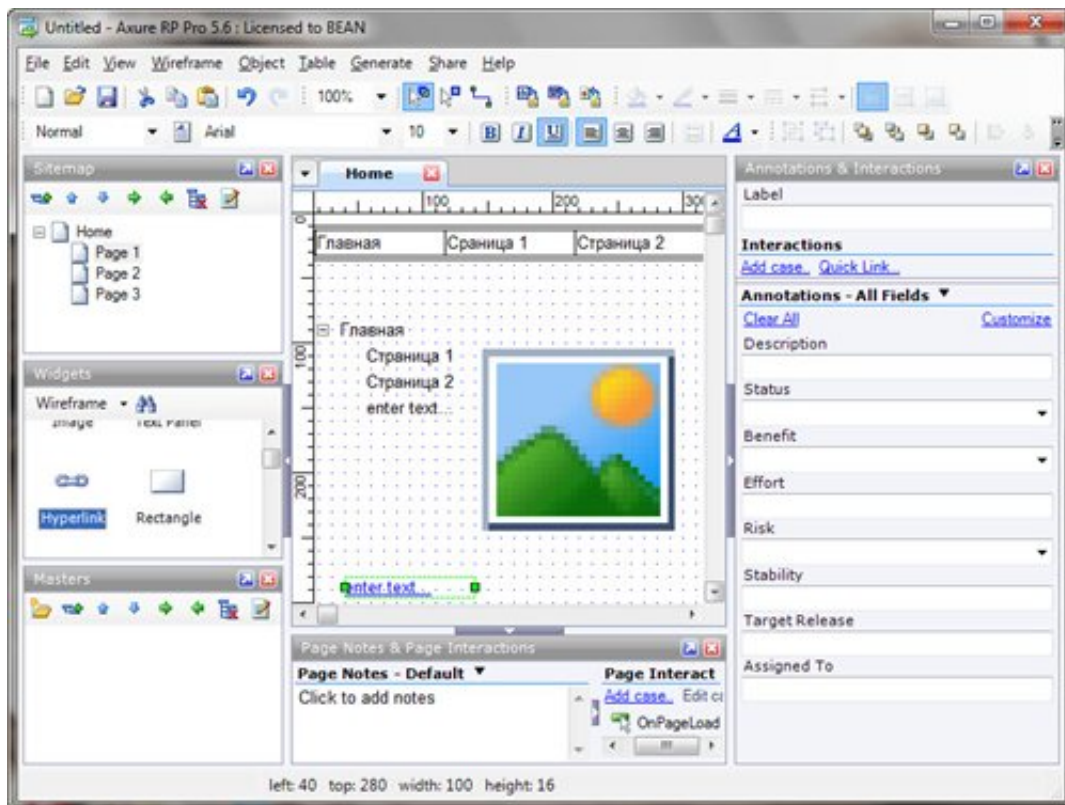 Untitled - Axure RP Pro 5.6 : Licensed to BEAN
File Edit View Wireframe Object Table Generate Share Help
100%
Normal Arial 10 B I U A
Sitemap
Home
Page 1
Page 2
Page 3
Widgets
Wireframe
Image Text Panel
Hyperlink Rectangle
Masters
Home
100 200 300
0
Главная Сраница 1 Страница 2
Главная
100
Страница 1
Страница 2
enter text...
200
enter text...
Page Notes & Page Interactions
Page Notes - Default Page Interact
Click to add notes Add case.. Edit ca
OnPageLoad
Annotations & Interactions
Label
Interactions
Add case.. Quick Link...
Annotations - All Fields
Clear All Customize
Description
Status
Benefit
Effort
Risk
Stability
Target Release
Assigned To
left: 40 top: 280 width: 100 height: 16